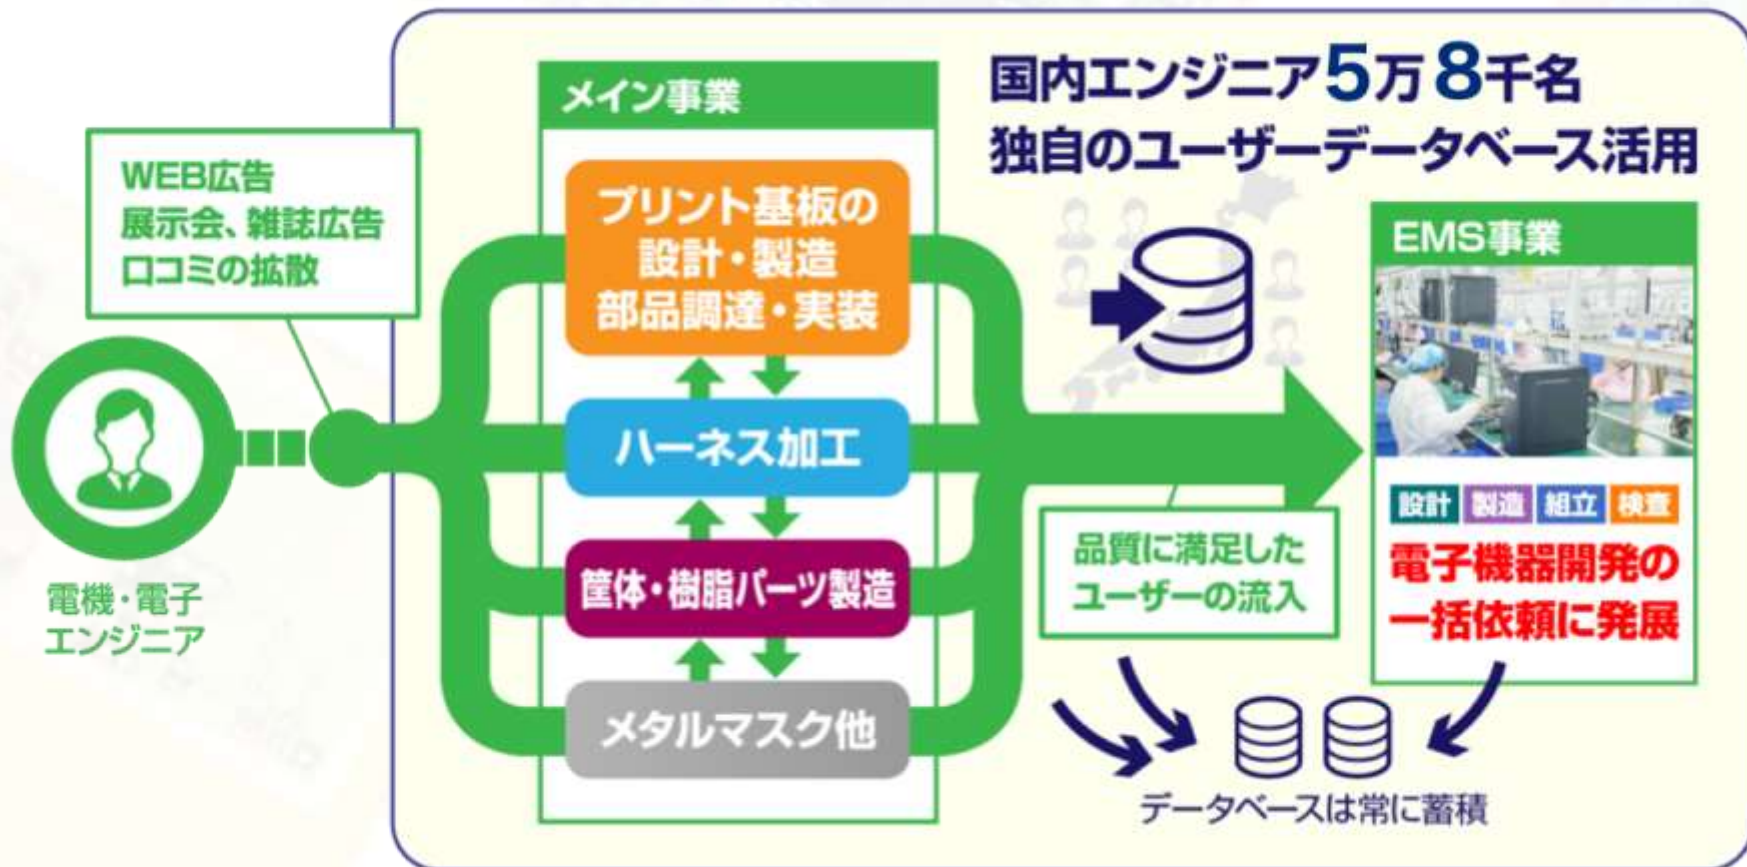 国内エンジニア5万8千名
独自のユーザーデータベース活用
WEB広告
展示会、雑誌広告
口コミの拡散
電機・電子
エンジニア
メイン事業
プリント基板の
設計・製造
部品調達・実装
ハーネス加工
筐体・樹脂パーツ製造
メタルマスク他
品質に満足した
ユーザーの流入
EMS事業
設計 製造 組立 検査
電子機器開発の
一括依頼に発展
データベースは常に蓄積